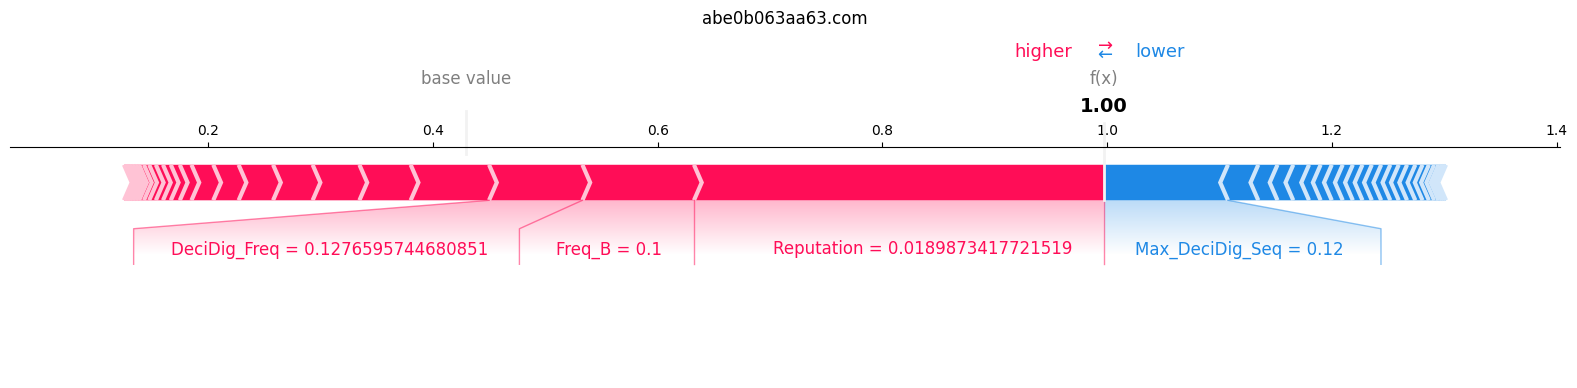 abe0b063aa63.com
higher ⇄ lower
base value
f(x)
1.00
0.2 0.4 0.6 0.8 1.0 1.2 1.4
DeciDig_Freq = 0.1276595744680851 Freq_B = 0.1 Reputation = 0.0189873417721519 Max_DeciDig_Seq = 0.12